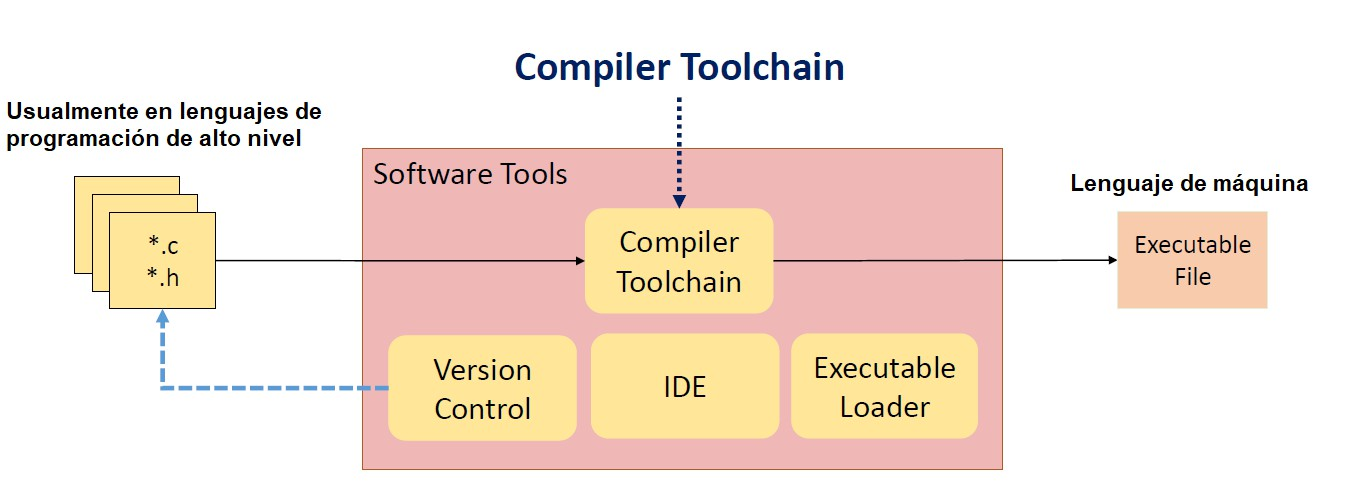 Compiler Toolchain
Usualmente en lenguajes de
programación de alto nivel
Software Tools
Lenguaje de máquina
*.c
*.h
Compiler
Toolchain
Executable
File
Version
Control
IDE
Executable
Loader